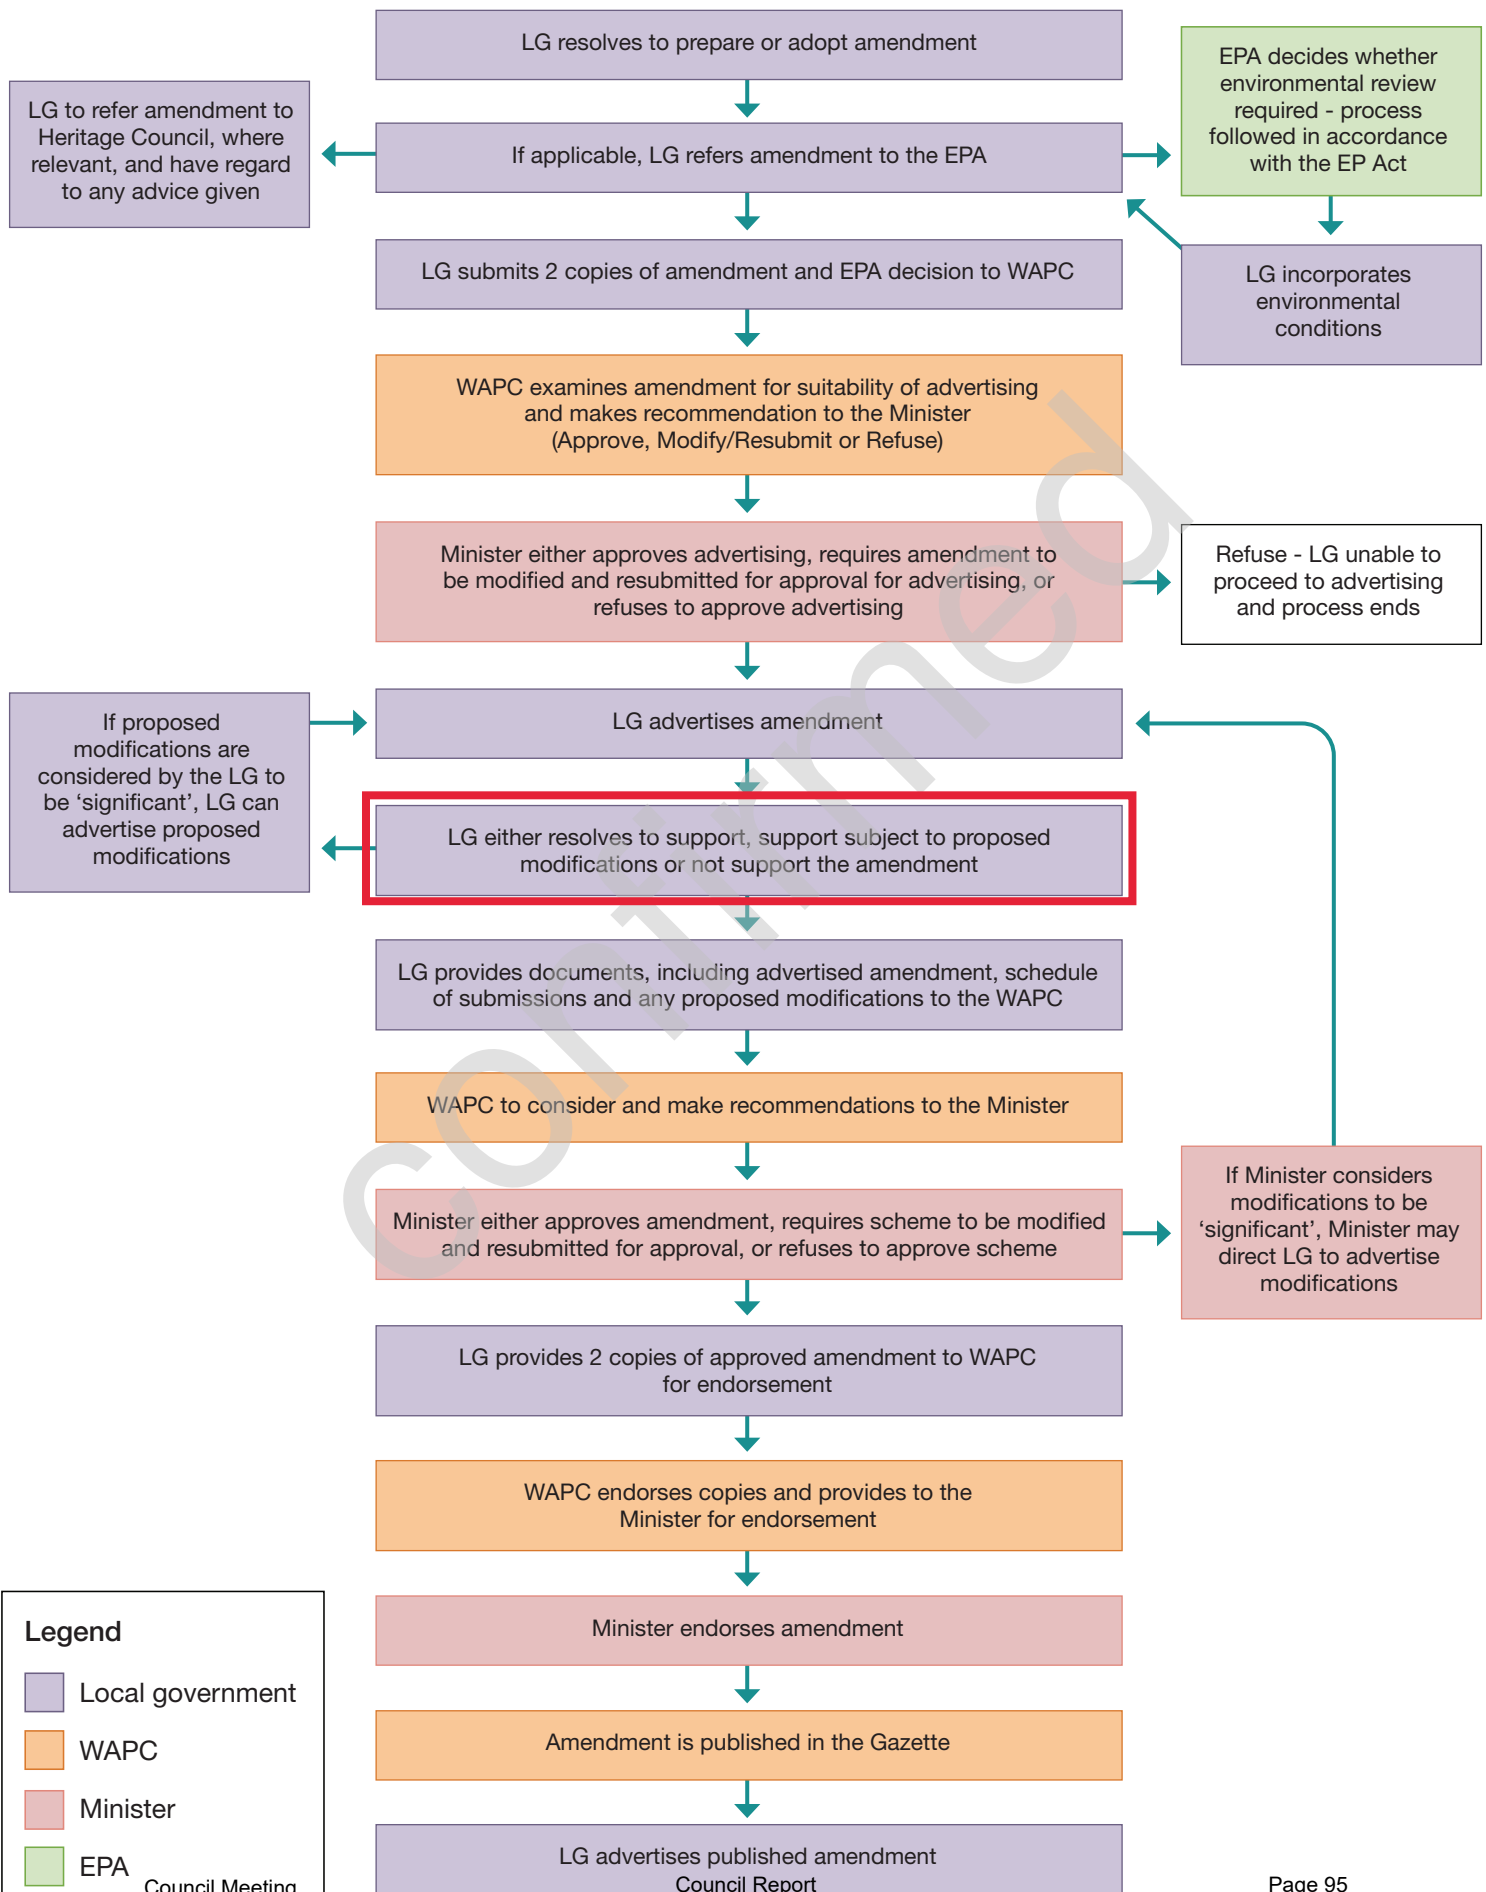 LG resolves to prepare or adopt amendment
EPA decides whether
environmental review
required - process
followed in accordance
with the EP Act
LG to refer amendment to
Heritage Council, where
relevant, and have regard
to any advice given
If applicable, LG refers amendment to the EPA
LG submits 2 copies of amendment and EPA decision to WAPC
LG incorporates
environmental
conditions
WAPC examines amendment for suitability of advertising
and makes recommendation to the Minister
(Approve, Modify/Resubmit or Refuse)
Minister either approves advertising, requires amendment to
be modified and resubmitted for approval for advertising, or
refuses to approve advertising
Refuse - LG unable to
proceed to advertising
and process ends
LG advertises amendment
If proposed
modifications are
considered by the LG to
be ‘significant’, LG can
advertise proposed
modifications
LG either resolves to support, support subject to proposed
modifications or not support the amendment
LG provides documents, including advertised amendment, schedule
of submissions and any proposed modifications to the WAPC
WAPC to consider and make recommendations to the Minister
Minister either approves amendment, requires scheme to be modified
and resubmitted for approval, or refuses to approve scheme
If Minister considers
modifications to be
‘significant’, Minister may
direct LG to advertise
modifications
LG provides 2 copies of approved amendment to WAPC
for endorsement
WAPC endorses copies and provides to the
Minister for endorsement
Minister endorses amendment
Amendment is published in the Gazette
LG advertises published amendment
Legend
Local government
WAPC
Minister
EPA
Council Meeting
Council Report
Page 95
confirmed